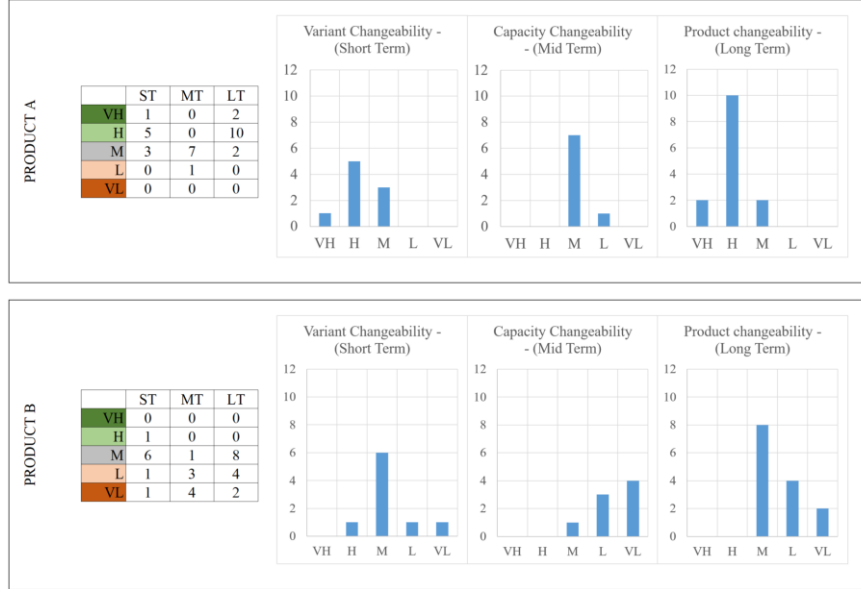 PRODUCT A
ST MT LT
VH 1 0 2
H 5 0 10
M 3 7 2
L 0 1 0
VL 0 0 0
Variant Changeability -
(Short Term)
12
10
8
6
4
2
0
VH H M L VL
Capacity Changeability
- (Mid Term)
12
10
8
6
4
2
0
VH H M L VL
Product changeability -
(Long Term)
12
10
8
6
4
2
0
VH H M L VL
PRODUCT B
ST MT LT
VH 0 0 0
H 1 0 0
M 6 1 8
L 1 3 4
VL 1 4 2
Variant Changeability -
(Short Term)
12
10
8
6
4
2
0
VH H M L VL
Capacity Changeability
- (Mid Term)
12
10
8
6
4
2
0
VH H M L VL
Product changeability -
(Long Term)
12
10
8
6
4
2
0
VH H M L VL